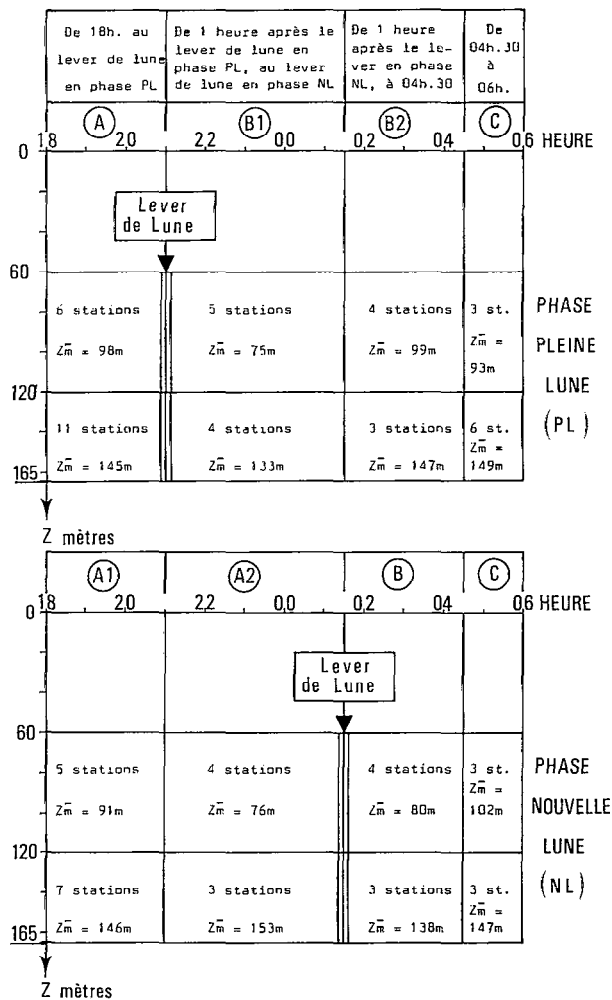 De 18h. au
lever de lune
en phase PL
De 1 heure après le
lever de lune en
phase PL, au lever
de lune en phase NL
De 1 heure
après le le-
ver en phase
NL, à 04h.30
De
04h.30
à
06h.
A
B1
B2
C
18 20 22 00 02 04 06 HEURE
0
Lever
de Lune
60
6 stations
Zm̄ = 98m
5 stations
Zm̄ = 75m
4 stations
Zm̄ = 99m
3 st.
Zm̄ =
93m
PHASE
PLEINE
LUNE
(PL)
120
11 stations
Zm̄ = 145m
4 stations
Zm̄ = 133m
3 stations
Zm̄ = 147m
6 st.
Zm̄ =
149m
165
Z mètres
A1
A2
B
C
18 20 22 00 02 04 06 HEURE
0
Lever
de Lune
60
5 stations
Zm̄ = 91m
4 stations
Zm̄ = 76m
4 stations
Zm̄ = 80m
3 st.
Zm̄ =
102m
PHASE
NOUVELLE
LUNE
(NL)
120
7 stations
Zm̄ = 146m
3 stations
Zm̄ = 153m
3 stations
Zm̄ = 138m
3 st.
Zm̄ =
147m
165
Z mètres